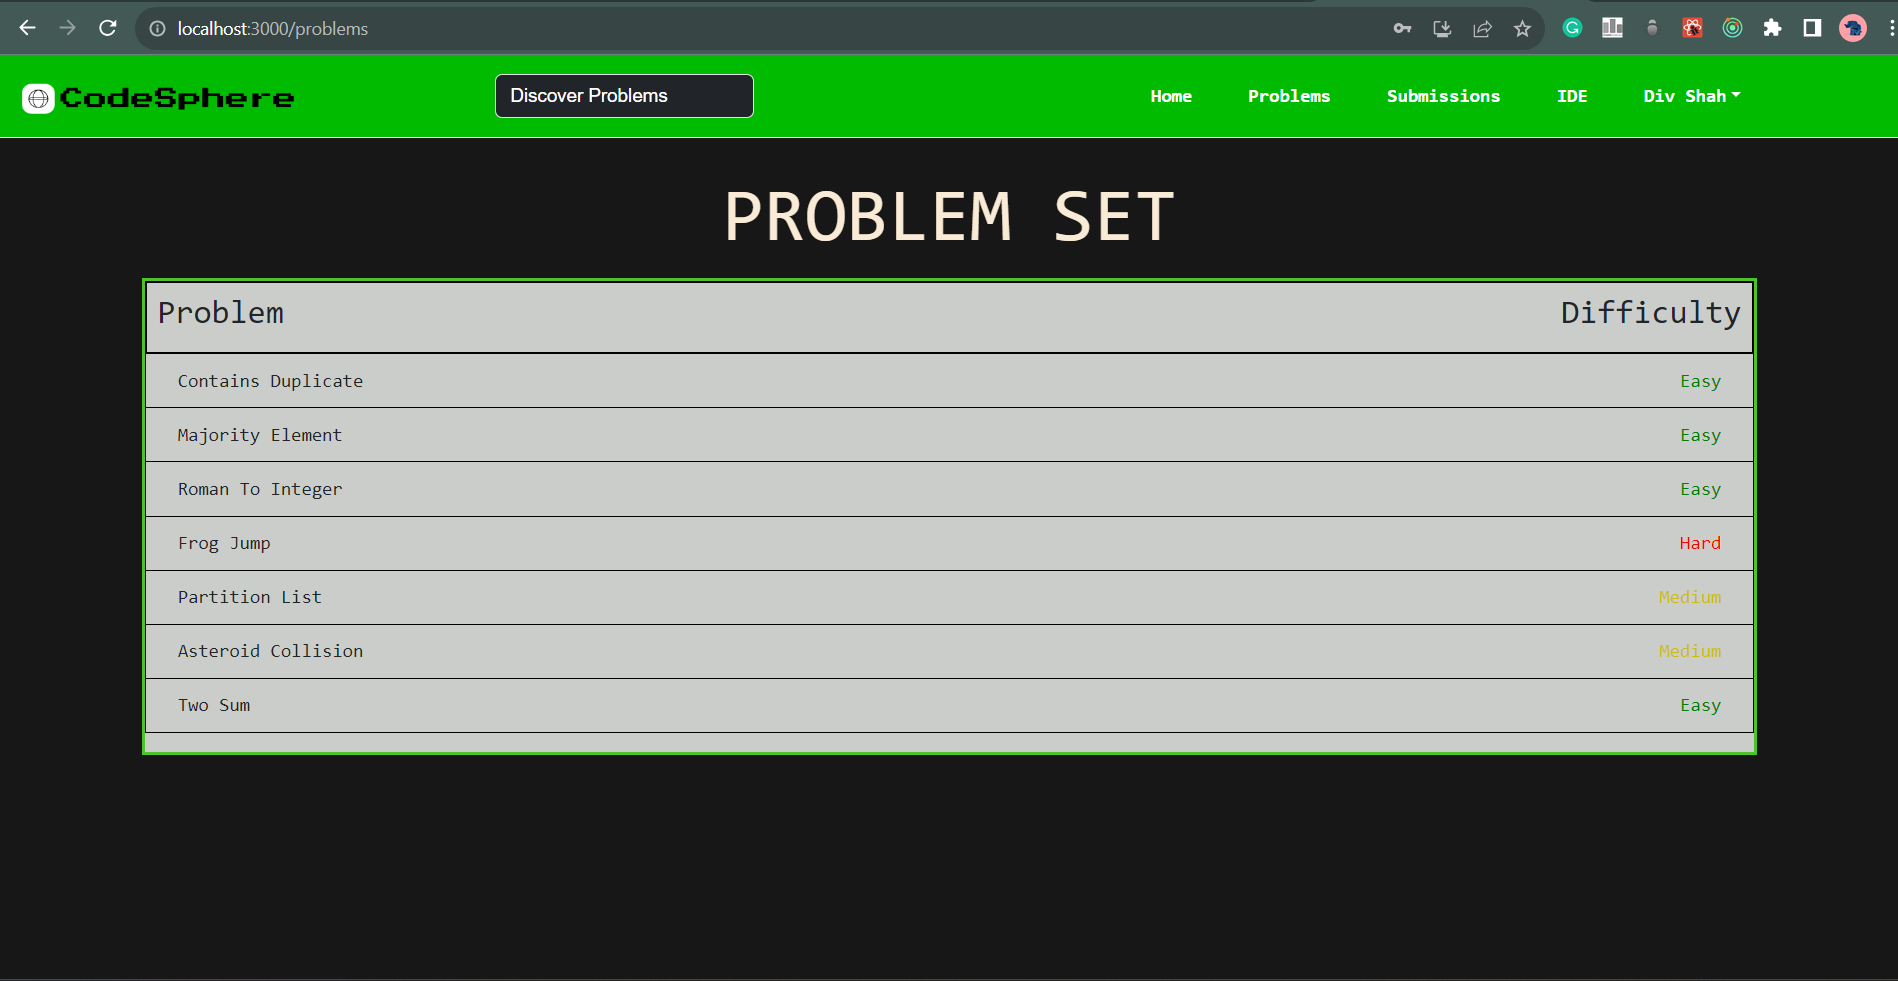 localhost:3000/problems
CodeSphere Discover Problems Home Problems Submissions IDE Div Shah
PROBLEM SET
Problem Difficulty
Contains Duplicate Easy
Majority Element Easy
Roman To Integer Easy
Frog Jump Hard
Partition List Medium
Asteroid Collision Medium
Two Sum Easy